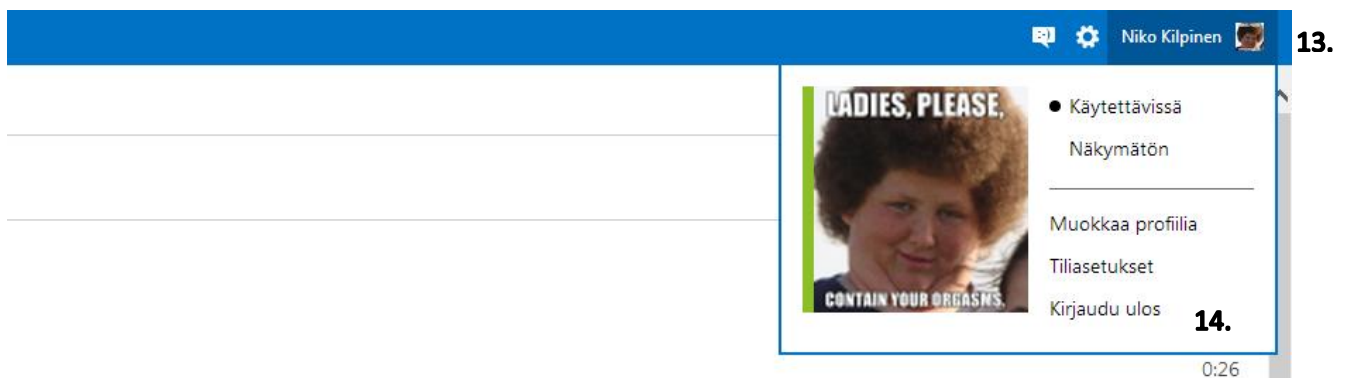 Niko Kilpinen
13.
LADIES, PLEASE,
CONTAIN YOUR ORGASMS.
Käytettävissä
Näkymätön
Muokkaa profiilia
Tiliasetukset
Kirjaudu ulos
14.
0:26